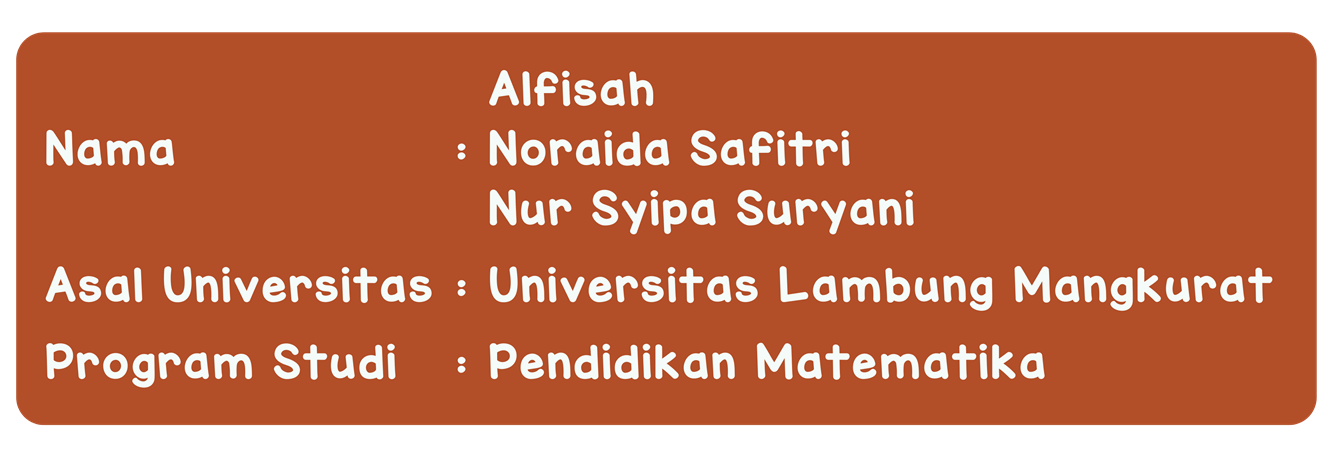 Alfisah
Nama : Noraida Safitri
Nur Syipa Suryani
Asal Universitas : Universitas Lambung Mangkurat
Program Studi : Pendidikan Matematika